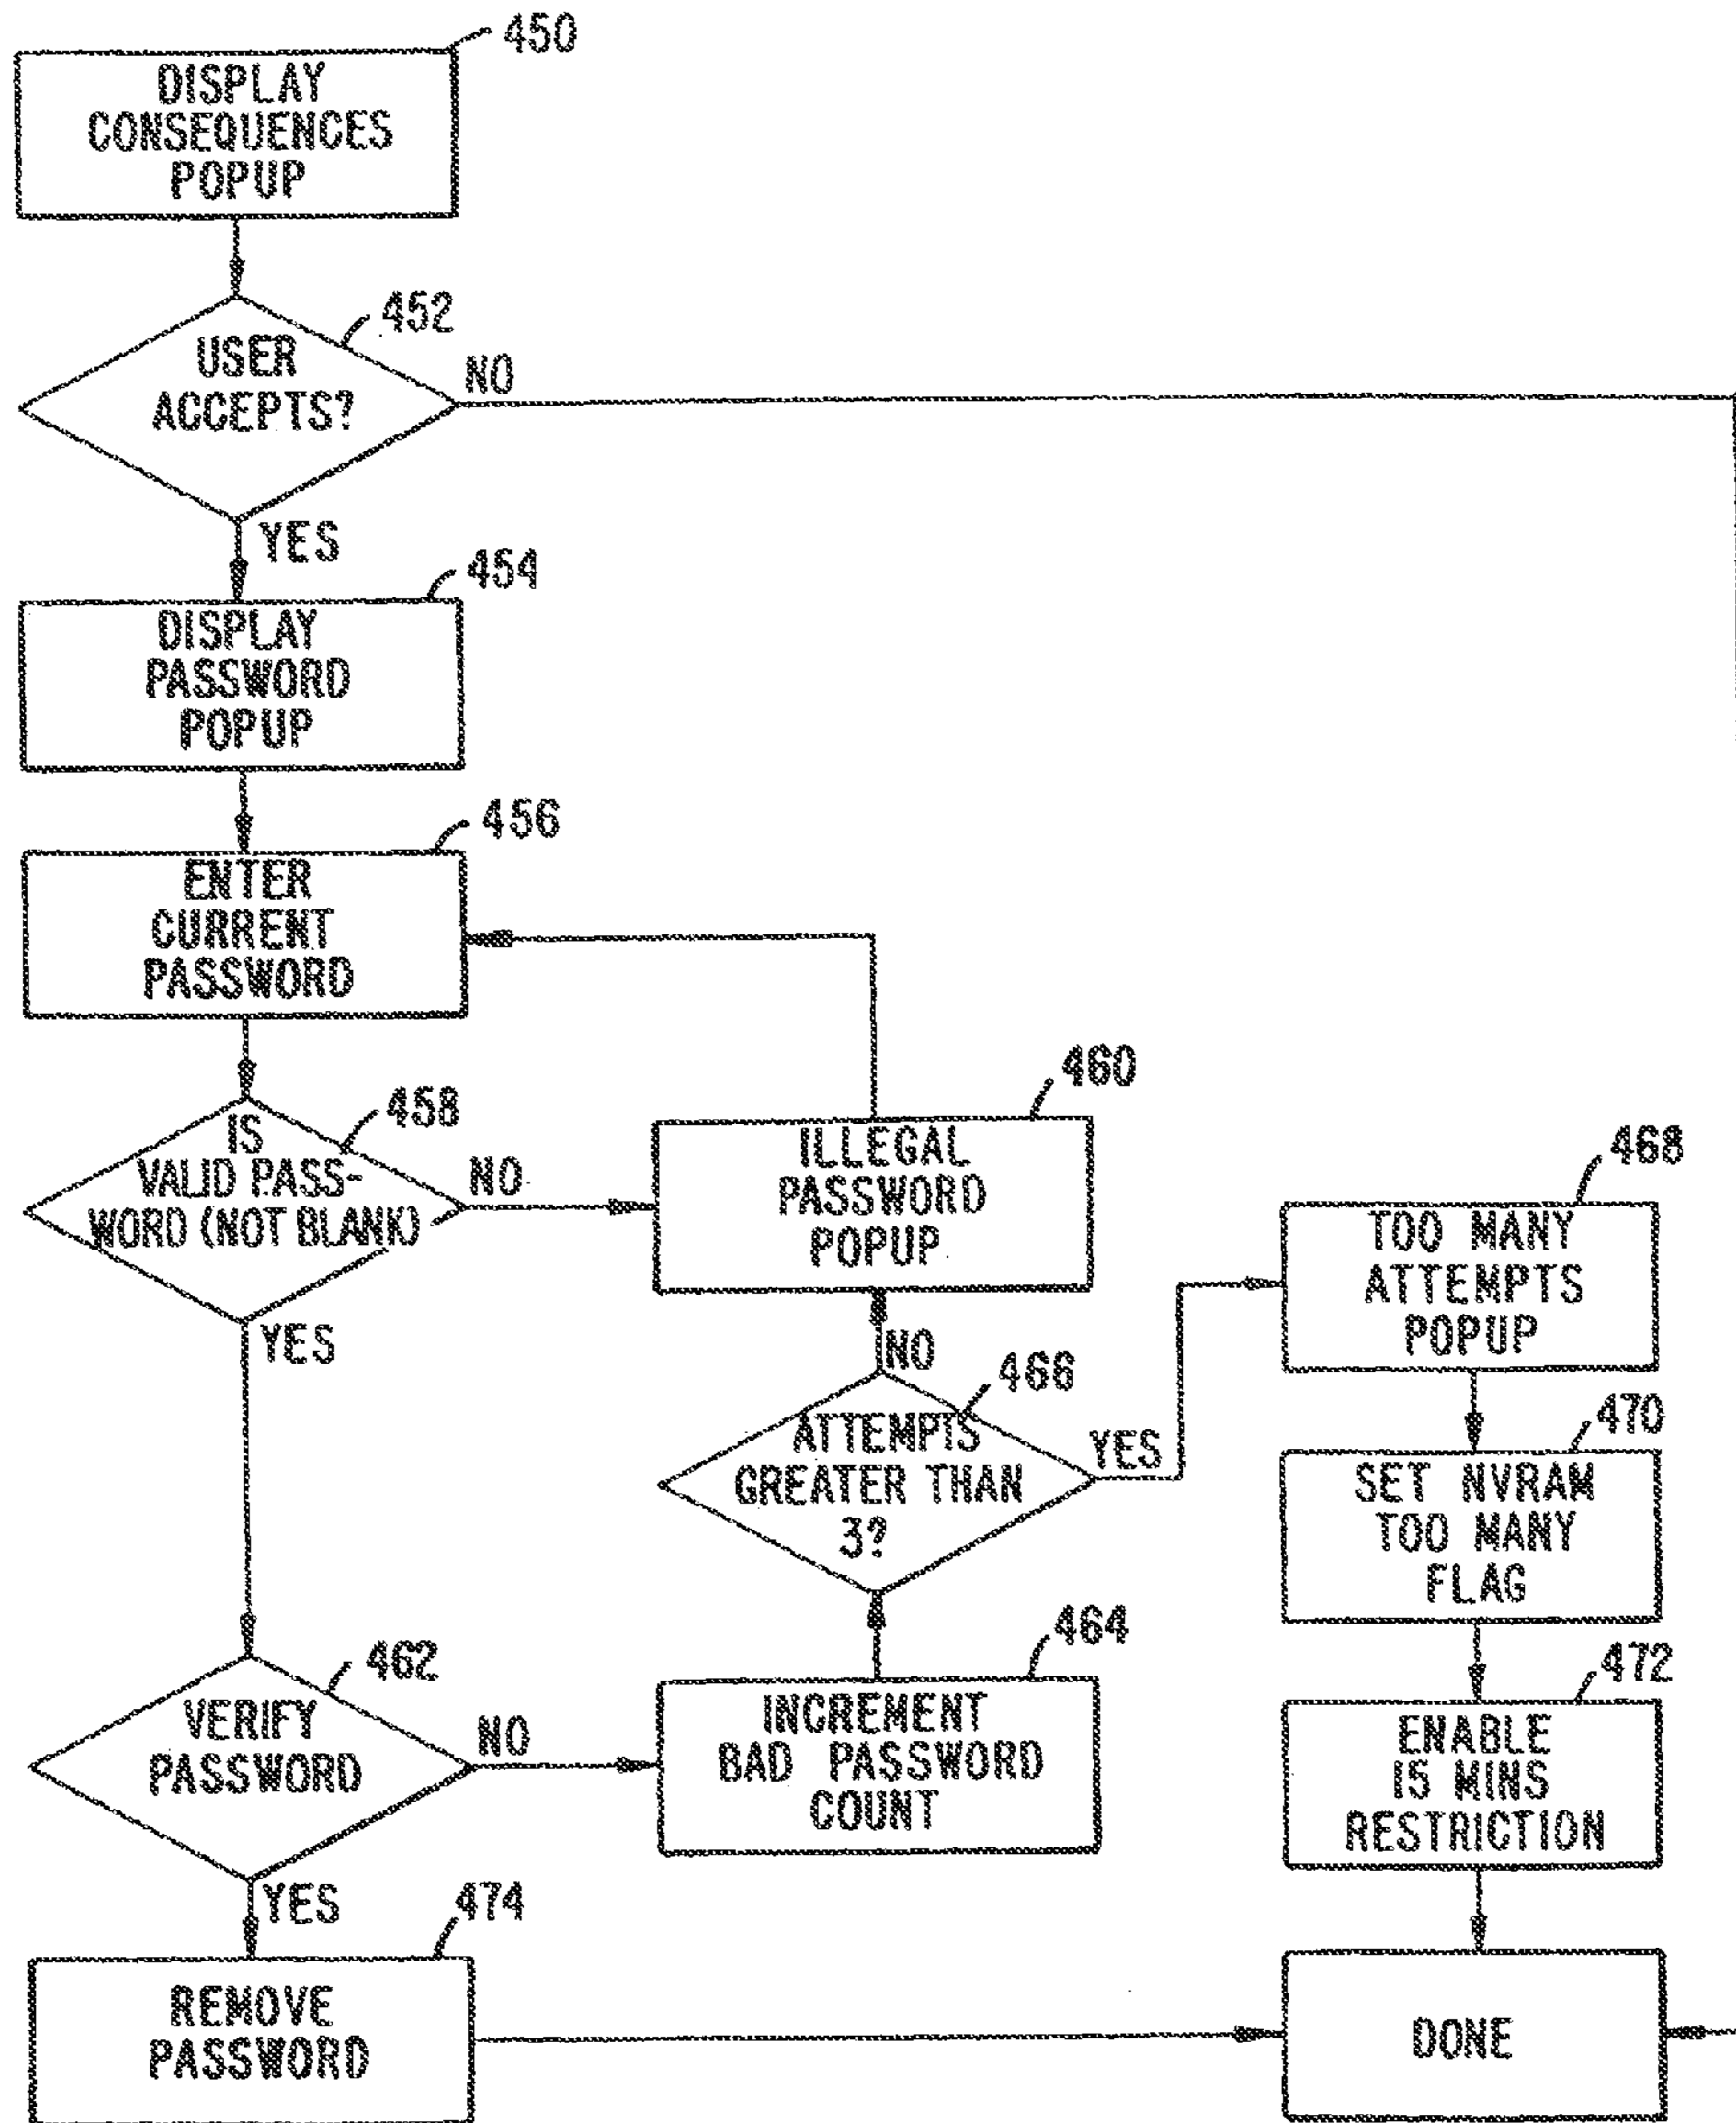 450
DISPLAY
CONSEQUENCES
POPUP
452
USER
ACCEPTS?
NO
YES
454
DISPLAY
PASSWORD
POPUP
456
ENTER
CURRENT
PASSWORD
458
IS
VALID PASS-
WORD (NOT BLANK)
NO
YES
460
ILLEGAL
PASSWORD
POPUP
NO
466
ATTEMPTS
GREATER THAN
3?
YES
468
TOO MANY
ATTEMPTS
POPUP
470
SET NVRAM
TOO MANY
FLAG
462
VERIFY
PASSWORD
NO
YES
464
INCREMENT
BAD PASSWORD
COUNT
472
ENABLE
15 MINS
RESTRICTION
474
REMOVE
PASSWORD
DONE